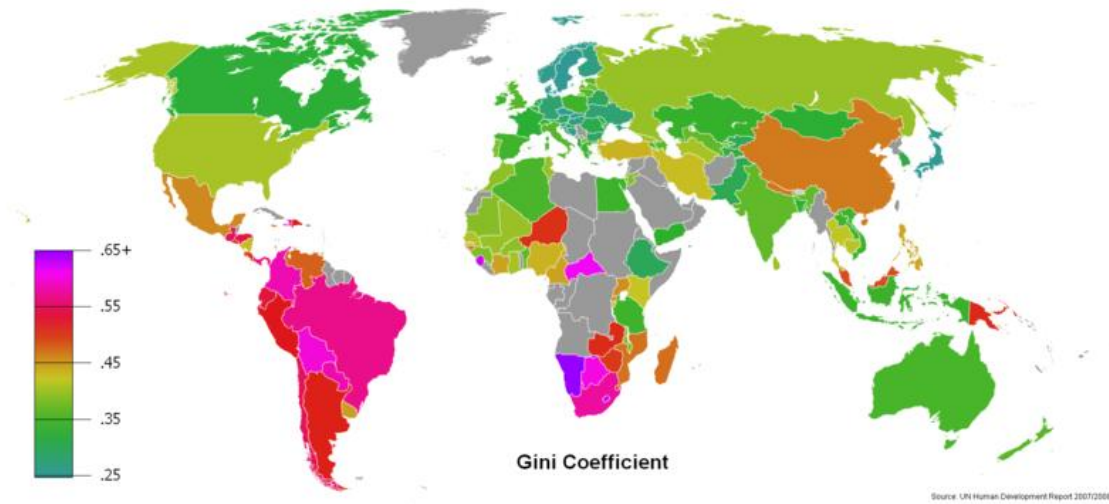 .65+
.55
.45
.35
.25
Gini Coefficient
Source: UN Human Development Report 2007/2008